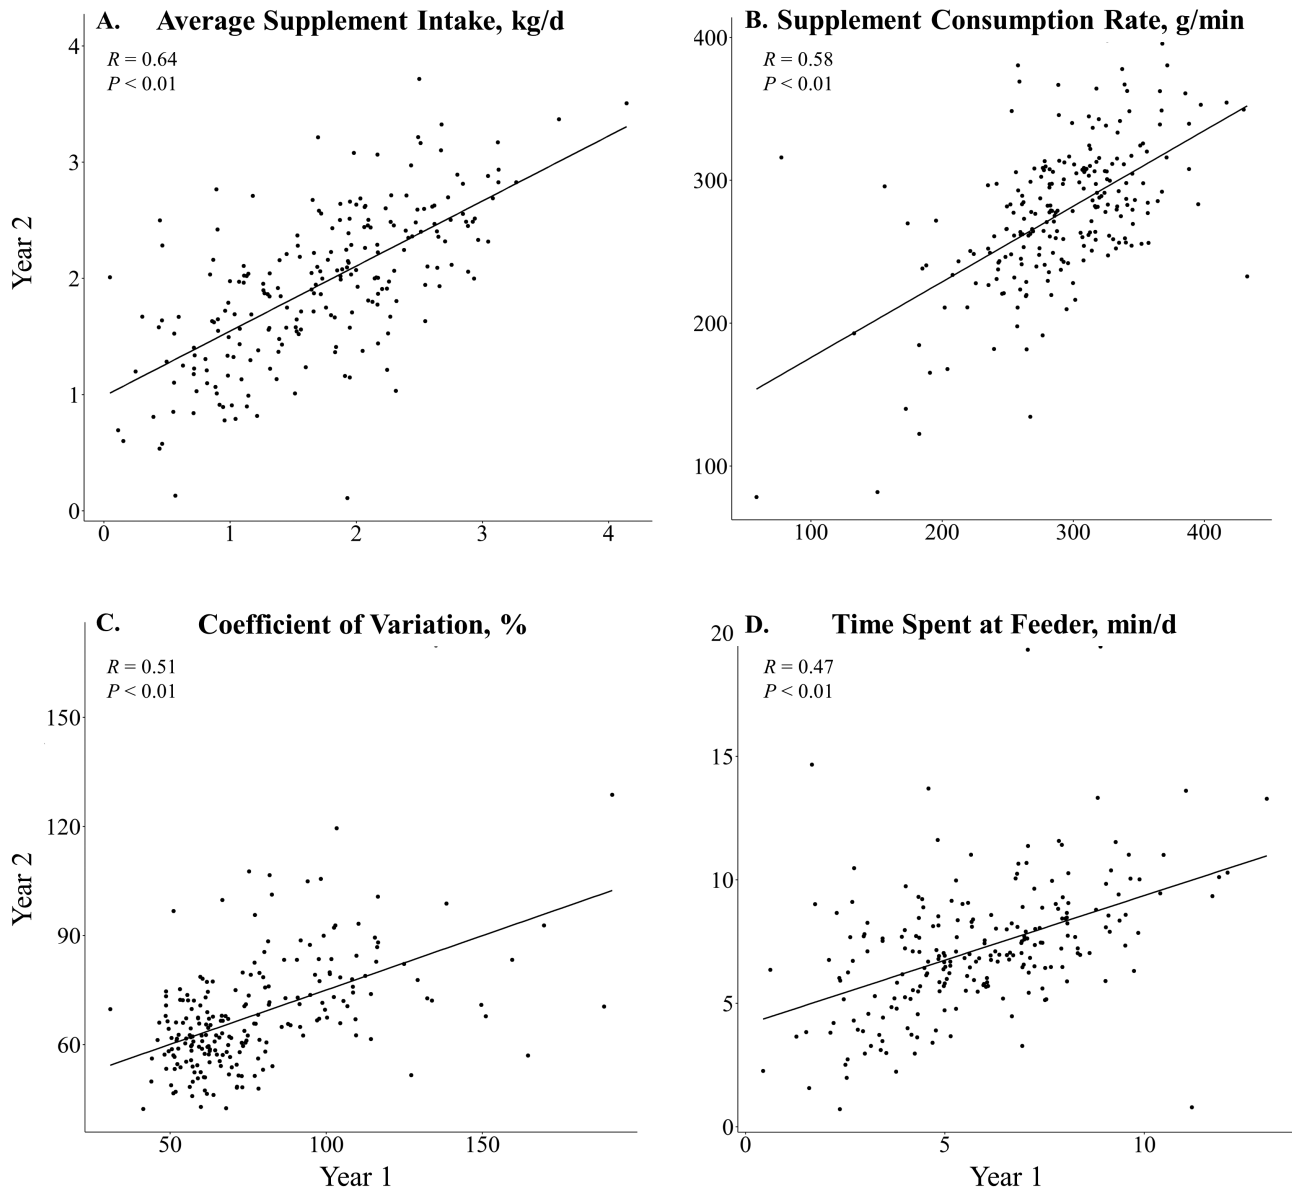 A. Average Supplement Intake, kg/d
R = 0.64
P < 0.01
4
3
2
1
0
Year 2
0 1 2 3 4
B. Supplement Consumption Rate, g/min
R = 0.58
P < 0.01
400
300
200
100
100 200 300 400
C. Coefficient of Variation, %
R = 0.51
P < 0.01
150
120
90
60
Year 2
50 100 150
Year 1
D. Time Spent at Feeder, min/d
R = 0.47
P < 0.01
20
15
10
5
0
0 5 10
Year 1